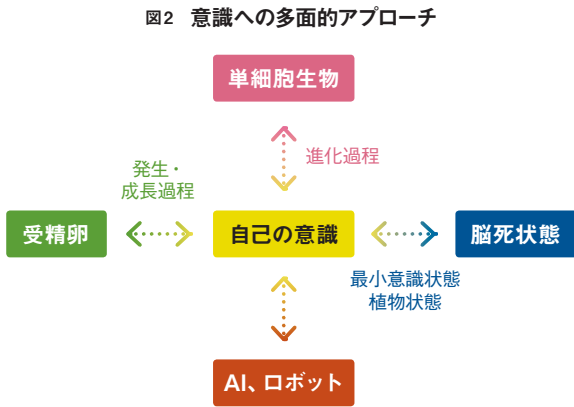 図2 意識への多面的アプローチ
単細胞生物
進化過程
発生・
成長過程
受精卵
自己の意識
脳死状態
最小意識状態
植物状態
AI、ロボット